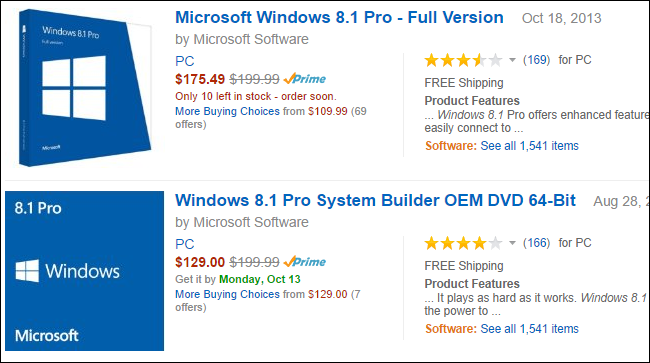 Windows 8.1 Pro
Full version
Microsoft
Microsoft Windows 8.1 Pro - Full Version Oct 18, 2013
by Microsoft Software
PC
$175.49 $199.99 Prime
Only 10 left in stock - order soon.
More Buying Choices from $109.99 (69
offers)
(169) for PC
FREE Shipping
Product Features
... Windows 8.1 Pro offers enhanced feature
easily connect to ...
Software: See all 1,541 items
8.1 Pro
Windows
Microsoft
Windows 8.1 Pro System Builder OEM DVD 64-Bit Aug 28, 2
by Microsoft Software
PC
$129.00 $199.99 Prime
Get it by Monday, Oct 13
More Buying Choices from $129.00 (7
offers)
(166) for PC
FREE Shipping
Product Features
... It plays as hard as it works. Windows 8.1
the power to ...
Software: See all 1,541 items